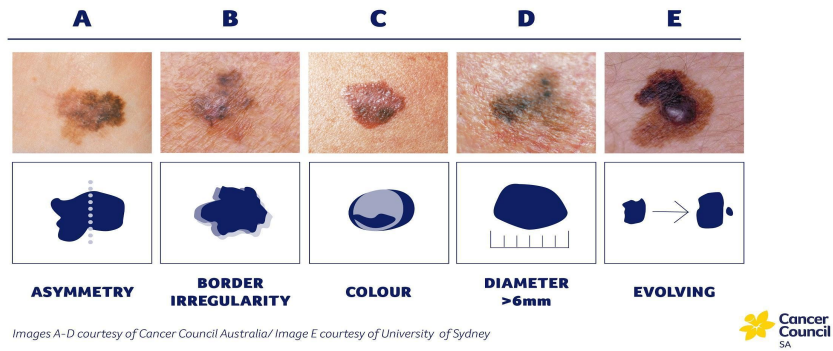 A B C D E
ASYMMETRY
BORDER
IRREGULARITY
COLOUR
DIAMETER
>6mm
EVOLVING
Images A-D courtesy of Cancer Council Australia/ Image E courtesy of University of Sydney
Cancer
Council
SA